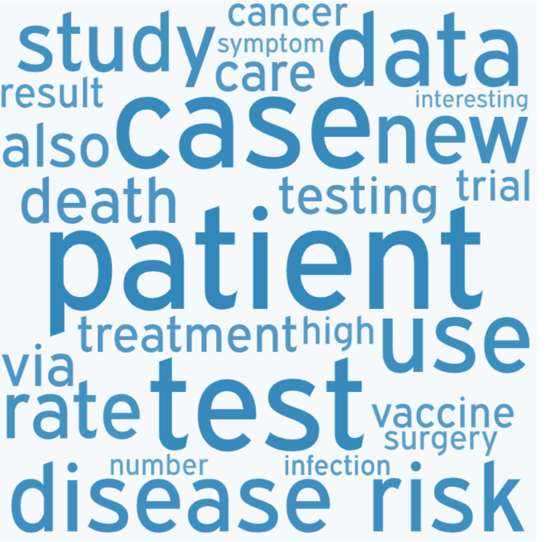 cancer
study symptom data
care
result interesting
also case new
death testing trial
patient
treatment high use
via
rate test vaccine
surgery
number infection
disease risk